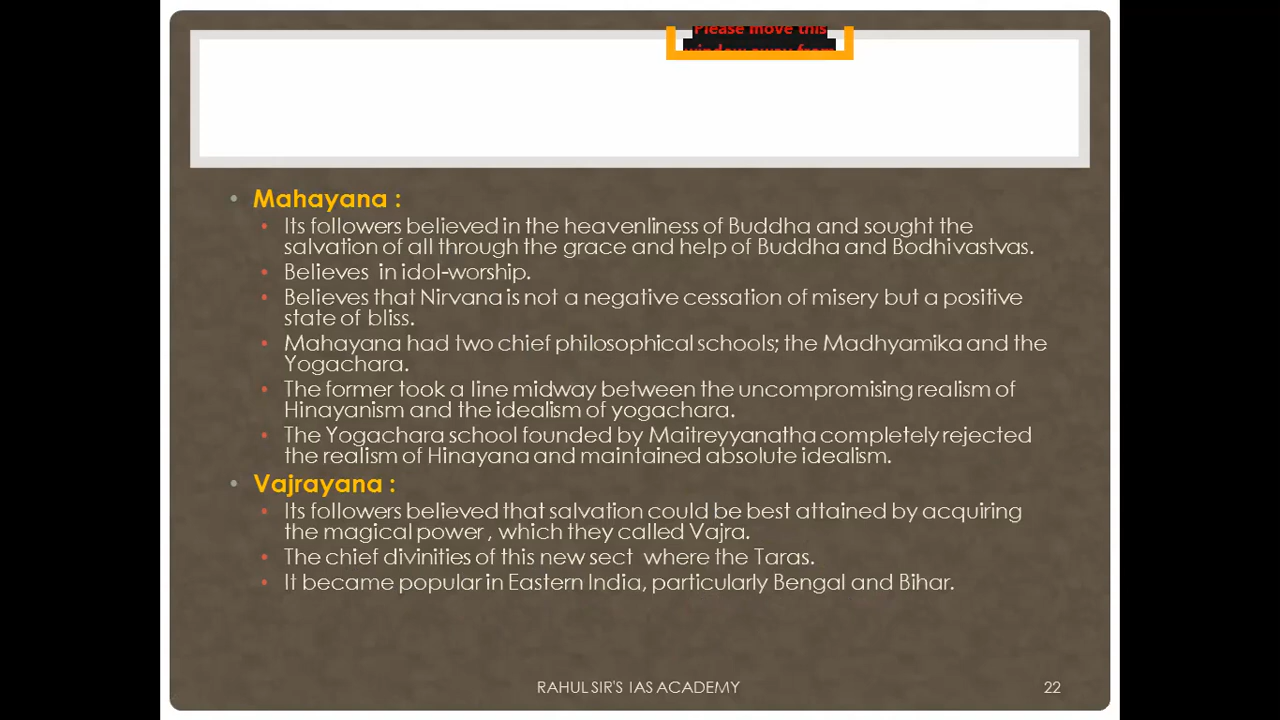 Please move this
window away from
Mahayana :
Its followers believed in the heavenliness of Buddha and sought the
salvation of all through the grace and help of Buddha and Bodhivastvas.
Believes in idol-worship.
Believes that Nirvana is not a negative cessation of misery but a positive
state of bliss.
Mahayana had two chief philosophical schools; the Madhyamika and the
Yogachara.
The former took a line midway between the uncompromising realism of
Hinayanism and the idealism of yogachara.
The Yogachara school founded by Maitreyyanatha completely rejected
the realism of Hinayana and maintained absolute idealism.
Vajrayana :
Its followers believed that salvation could be best attained by acquiring
the magical power , which they called Vajra.
The chief divinities of this new sect where the Taras.
It became popular in Eastern India, particularly Bengal and Bihar.
RAHUL SIR'S IAS ACADEMY
22